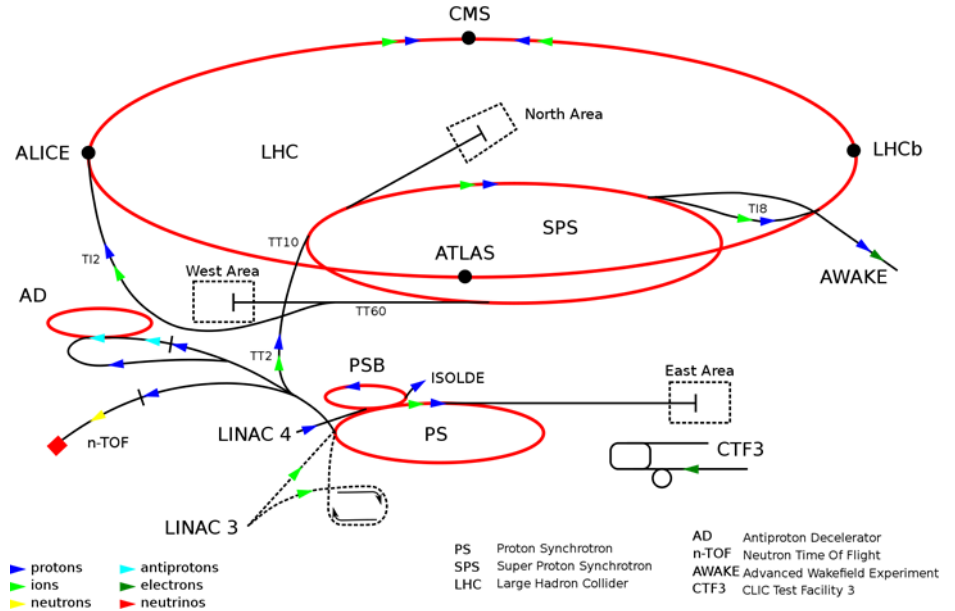 CMS
North Area
ALICE
LHC
LHCb
TI8
SPS
TT10
ATLAS
TI2
West Area
AWAKE
AD
TT60
TT2
PSB
ISOLDE
East Area
LINAC 4
PS
n-TOF
CTF3
LINAC 3
protons
ions
neutrons
antiprotons
electrons
neutrinos
PS Proton Synchrotron
SPS Super Proton Synchrotron
LHC Large Hadron Collider
AD Antiproton Decelerator
n-TOF Neutron Time Of Flight
AWAKE Advanced Wakefield Experiment
CTF3 CLIC Test Facility 3